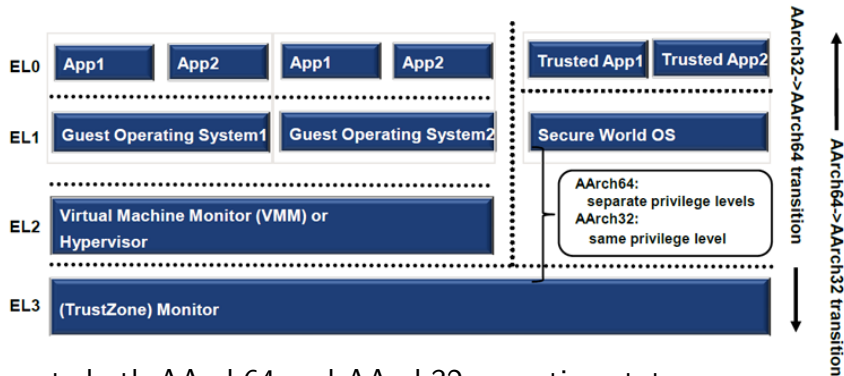 EL0
App1
App2
App1
App2
Trusted App1
Trusted App2
EL1
Guest Operating System1
Guest Operating System2
Secure World OS
AArch64:
separate privilege levels
AArch32:
same privilege level
EL2
Virtual Machine Monitor (VMM) or
Hypervisor
EL3
(TrustZone) Monitor
AArch32->AArch64 transition
AArch64->AArch32 transition